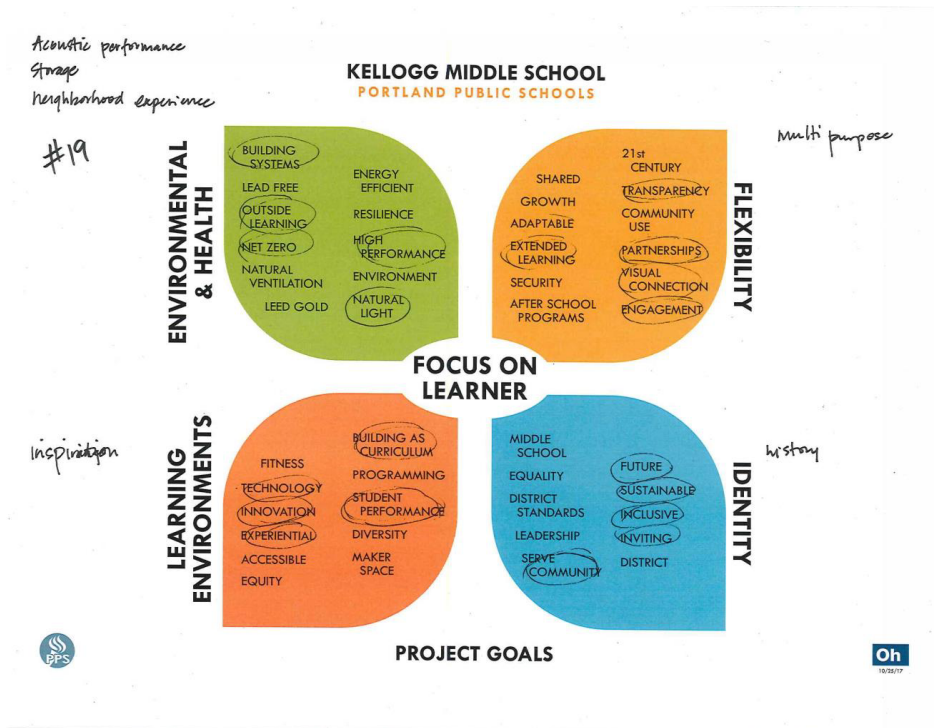 Acoustic performance
Storage
Neighborhood experience
#19
KELLOGG MIDDLE SCHOOL
PORTLAND PUBLIC SCHOOLS
Multi purpose
ENVIRONMENTAL
& HEALTH
BUILDING
SYSTEMS
LEAD FREE
OUTSIDE
LEARNING
NET ZERO
NATURAL
VENTILATION
LEED GOLD
ENERGY
EFFICIENT
RESILIENCE
HIGH
PERFORMANCE
ENVIRONMENT
NATURAL
LIGHT
SHARED
GROWTH
ADAPTABLE
EXTENDED
LEARNING
SECURITY
AFTER SCHOOL
PROGRAMS
21st
CENTURY
TRANSPARENCY
COMMUNITY
USE
PARTNERSHIPS
VISUAL
CONNECTION
ENGAGEMENT
FLEXIBILITY
FOCUS ON
LEARNER
inspiration
LEARNING
ENVIRONMENTS
FITNESS
TECHNOLOGY
INNOVATION
EXPERIENTIAL
ACCESSIBLE
EQUITY
BUILDING AS
CURRICULUM
PROGRAMMING
STUDENT
PERFORMANCE
DIVERSITY
MAKER
SPACE
MIDDLE
SCHOOL
EQUALITY
DISTRICT
STANDARDS
LEADERSHIP
SERVE
COMMUNITY
FUTURE
SUSTAINABLE
INCLUSIVE
INVITING
DISTRICT
IDENTITY
history
PPS
PROJECT GOALS
Oh
10/25/17